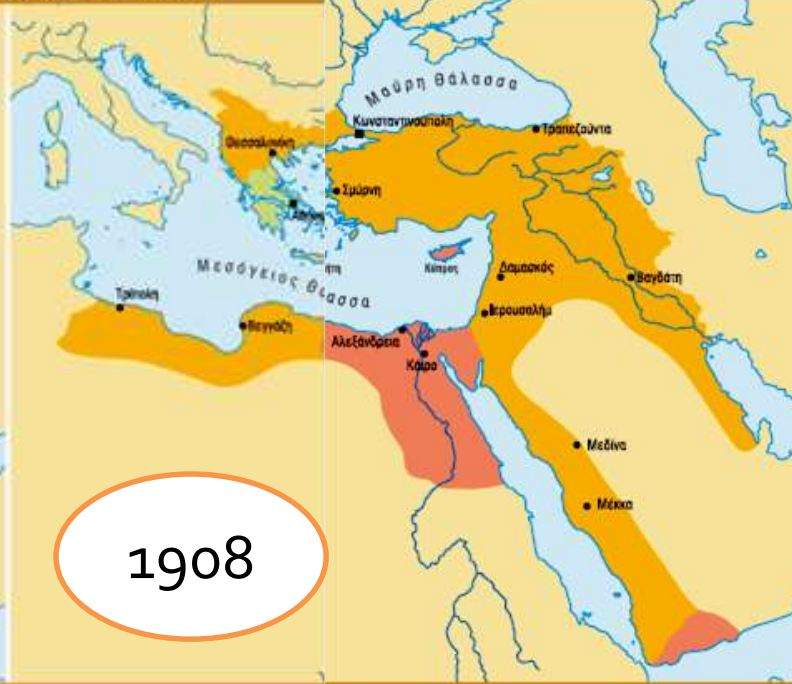 Μαύρη Θάλασσα
Κωνσταντινούπολη
Τραπεζούντα
Θεσσαλονίκη
Σμύρνη
Αθήνα
Μεσόγειος Θάασσα
Κύπρος
Δαμασκός
Βαγδάτη
Τρίπολη
Ιερουσαλήμ
Βεγγάζη
Αλεξάνδρεια
Κάιρο
Μεδίνα
Μέκκα
1908